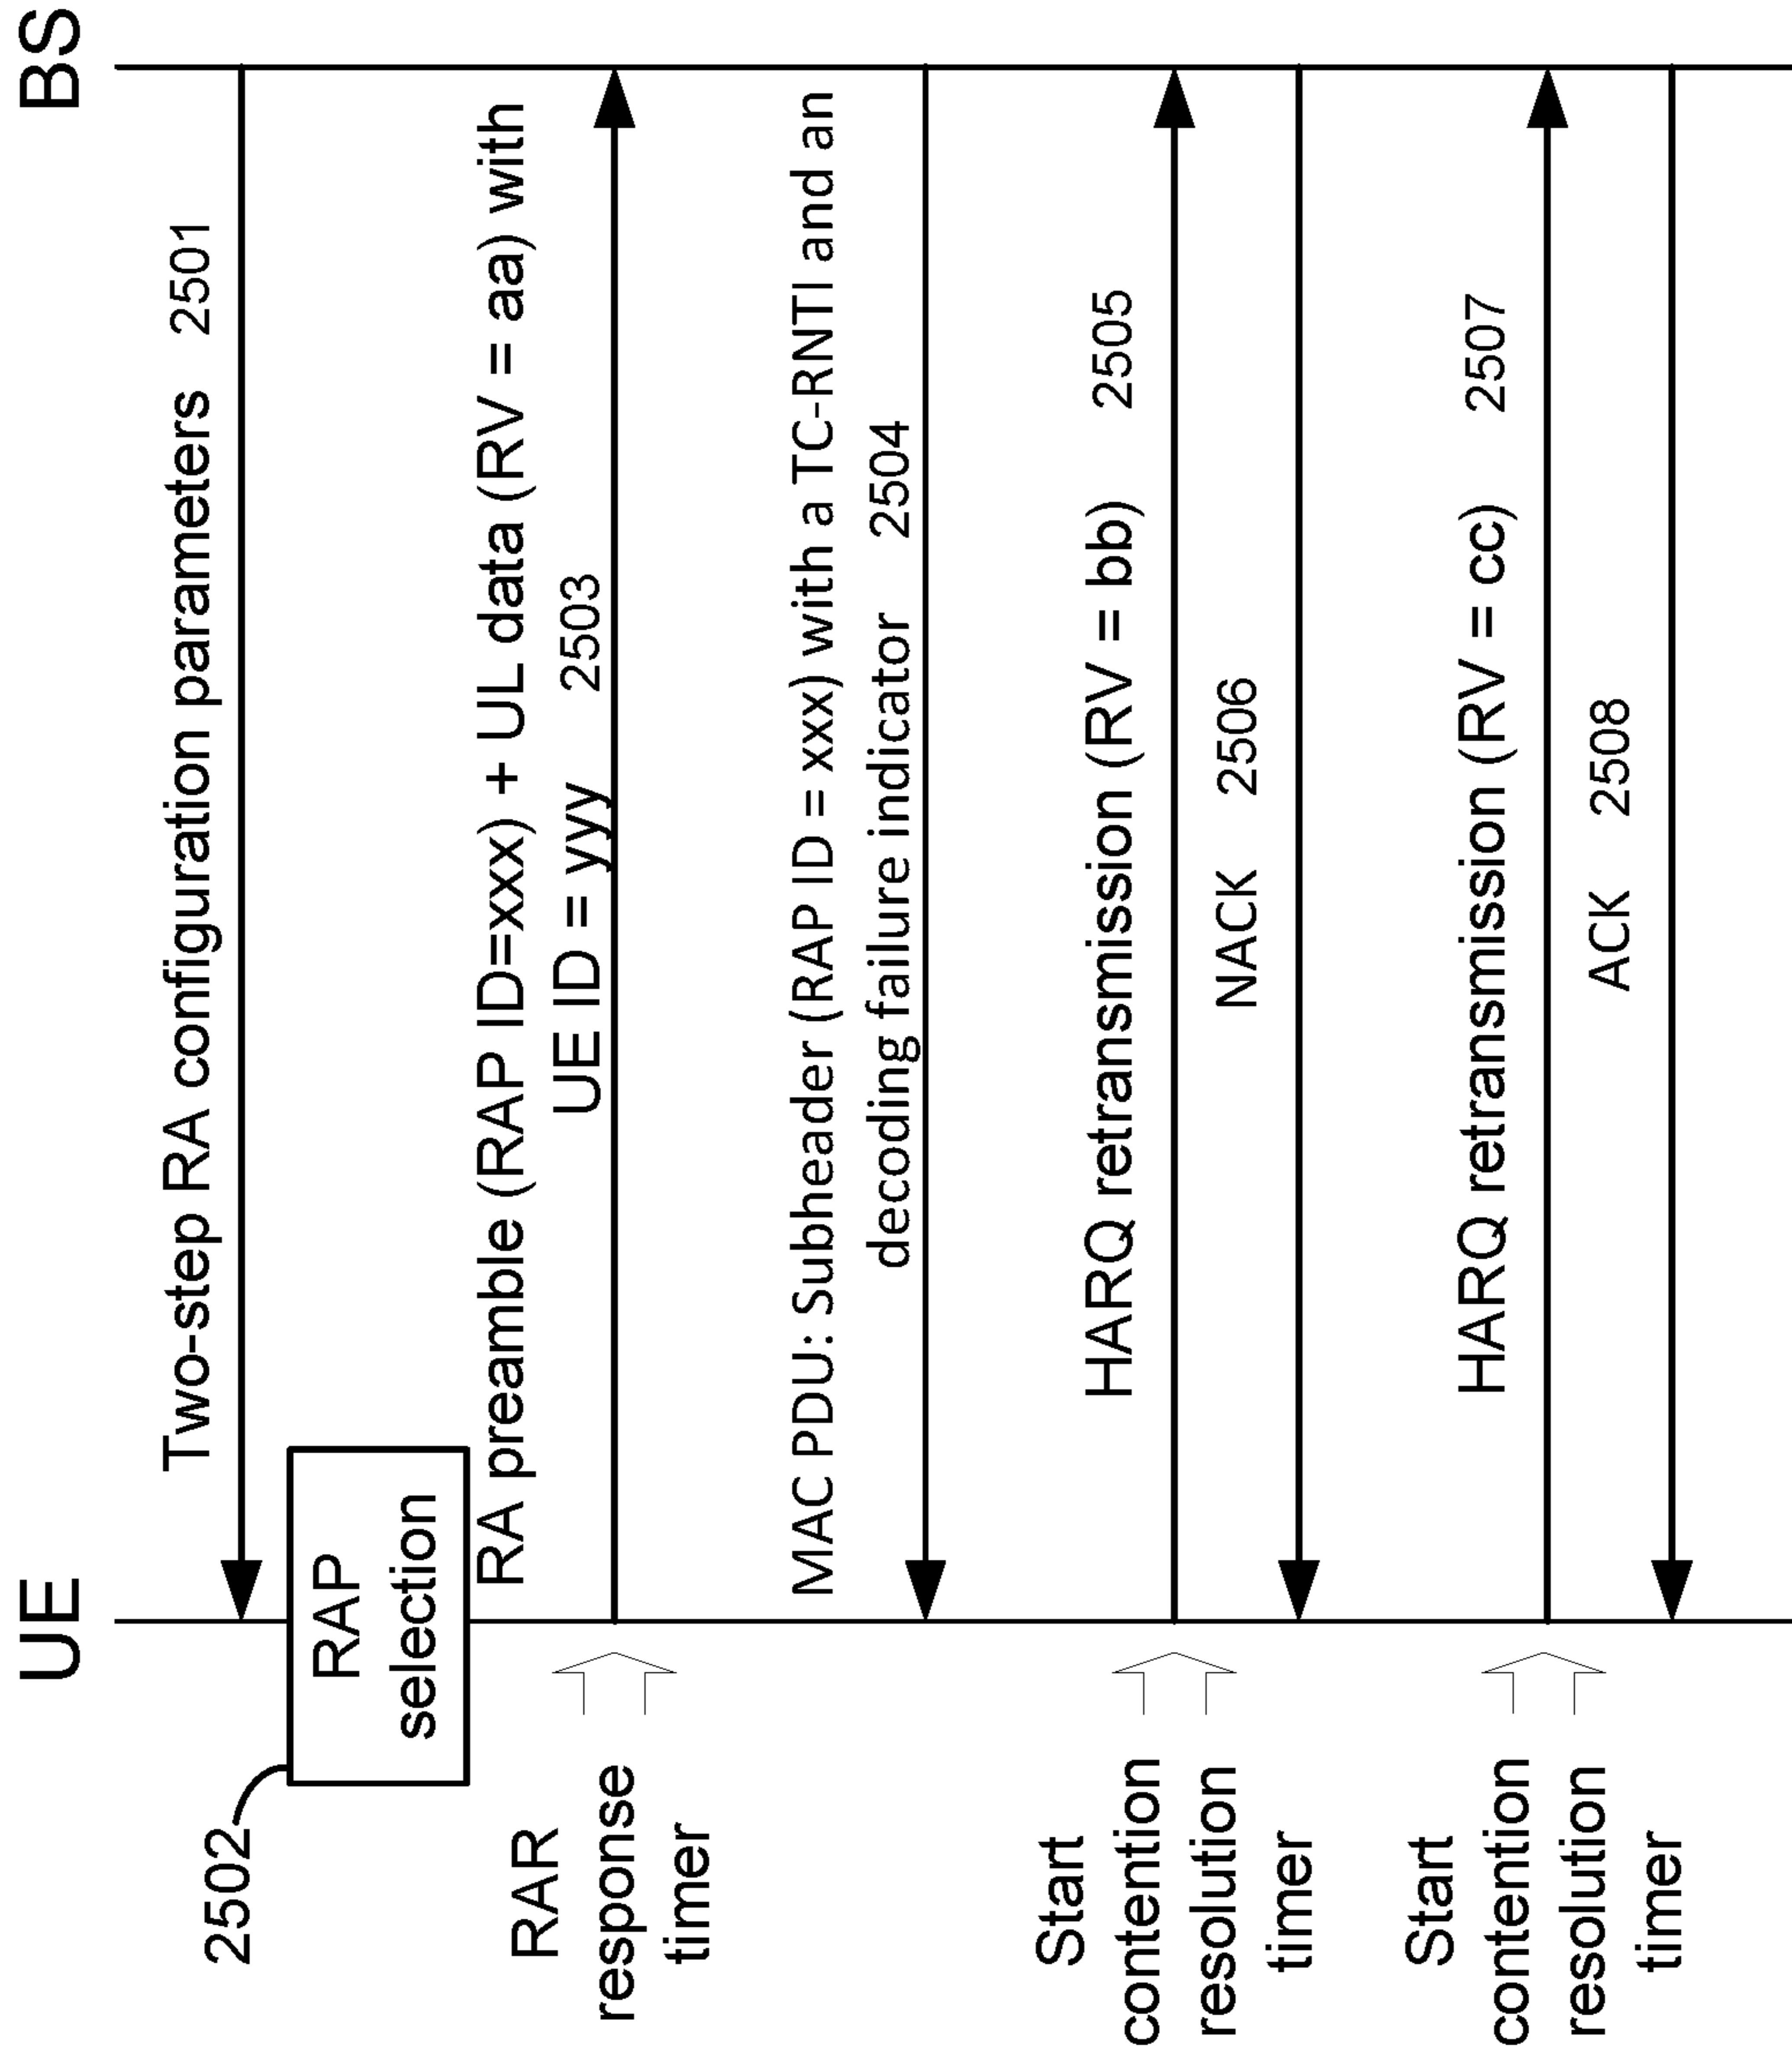 UE
BS
Two-step RA configuration parameters 2501
2502
RAP
selection
RA preamble (RAP ID=xxx) + UL data (RV = aa) with
UE ID = yyy 2503
RAR
response
timer
MAC PDU: Subheader (RAP ID = xxx) with a TC-RNTI and an
decoding failure indicator 2504
HARQ retransmission (RV = bb) 2505
Start
contention
resolution
timer
NACK 2506
HARQ retransmission (RV = cc) 2507
Start
contention
resolution
timer
ACK 2508